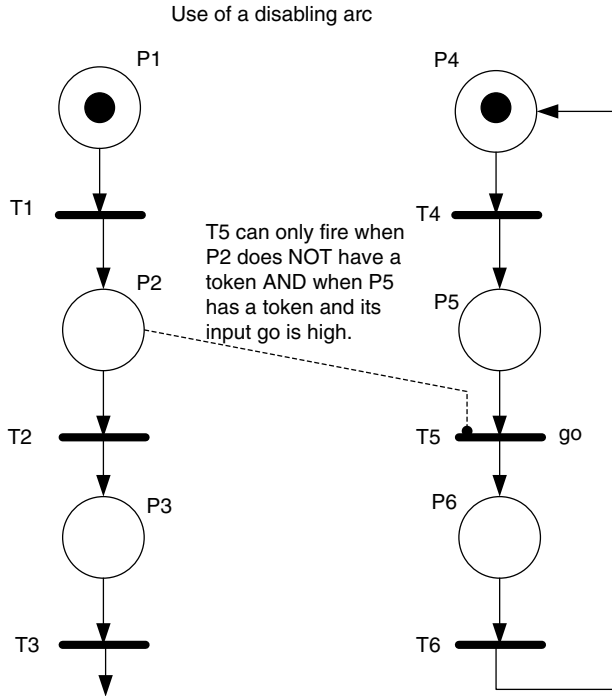 Use of a disabling arc
P1
P4
T1
T4
T5 can only fire when
P2 does NOT have a
token AND when P5
has a token and its
input go is high.
P2
P5
T2
T5
go
P3
P6
T3
T6